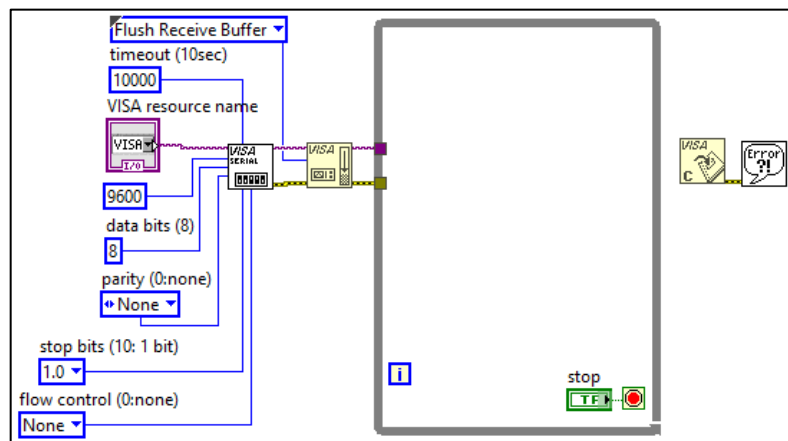 Flush Receive Buffer
timeout (10sec)
10000
VISA resource name
VISA
I/O
VISA
SERIAL
VISA
9600
data bits (8)
8
parity (0:none)
None
stop bits (10: 1 bit)
1.0
flow control (0:none)
None
i
stop
TF
VISA
C
Error
?!